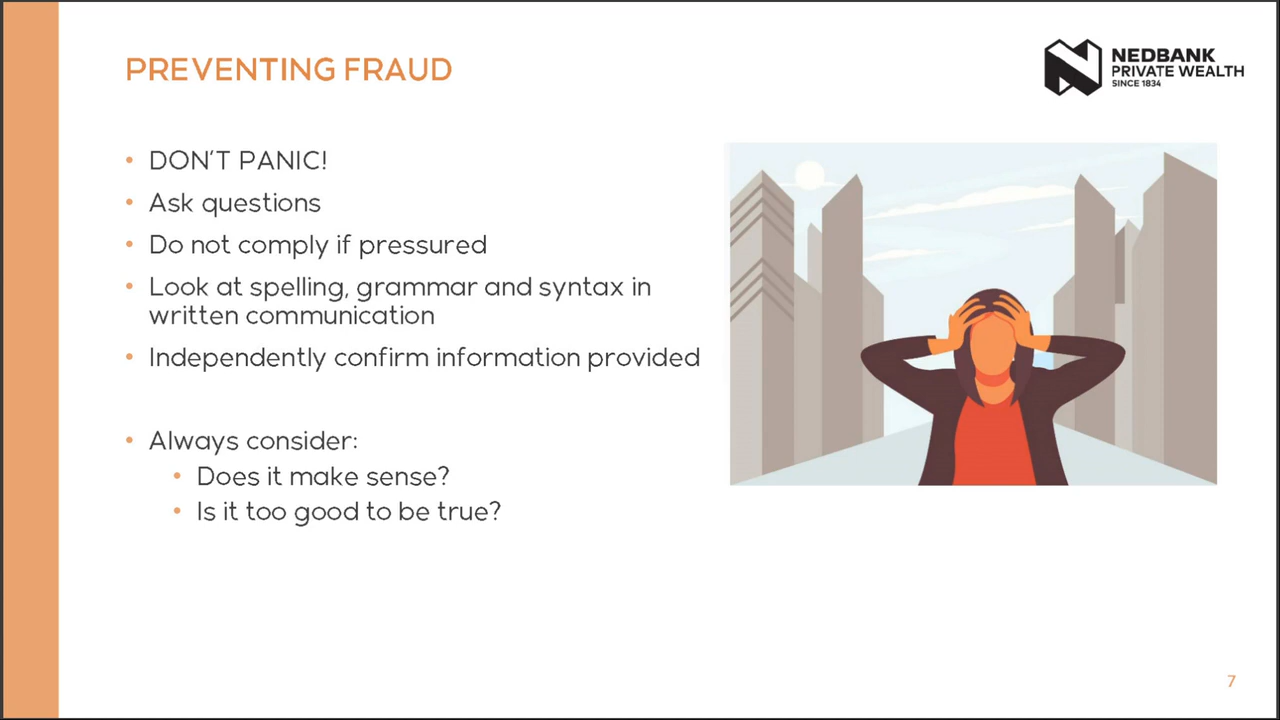 PREVENTING FRAUD
NEDBANK
PRIVATE WEALTH
SINCE 1834
• DON'T PANIC!
• Ask questions
• Do not comply if pressured
• Look at spelling, grammar and syntax in
written communication
• Independently confirm information provided
• Always consider:
• Does it make sense?
• Is it too good to be true?
7